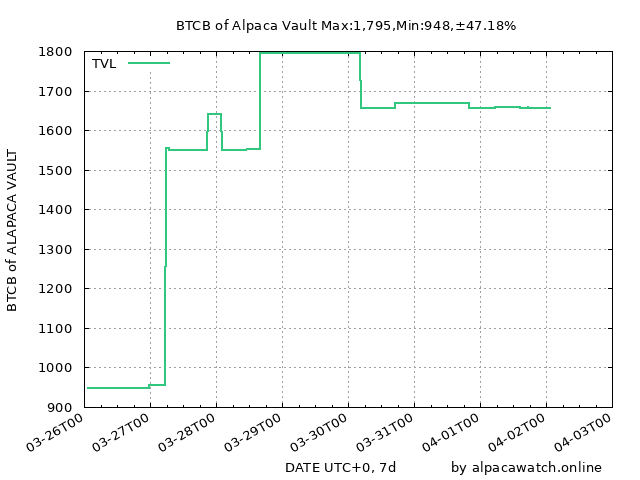 BTCB of Alpaca Vault Max:1,795,Min:948,±47.18%
TVL
BTCB of ALAPACA VAULT
1800
1700
1600
1500
1400
1300
1200
1100
1000
900
03-26T00
03-27T00
03-28T00
03-29T00
03-30T00
03-31T00
04-01T00
04-02T00
04-03T00
DATE UTC+0, 7d
by alpacawatch.online